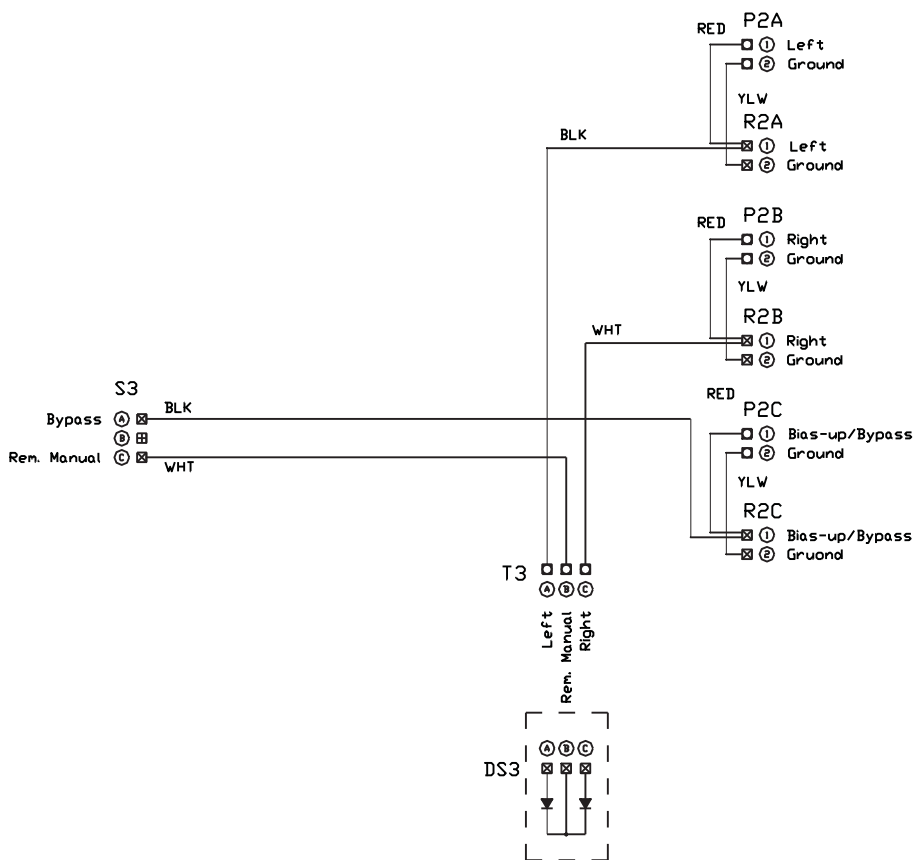 P2A
RED
1 Left
2 Ground
YLW
R2A
BLK
1 Left
2 Ground
P2B
RED
1 Right
2 Ground
YLW
R2B
WHT
1 Right
2 Ground
S3
RED
Bypass A
BLK
P2C
B
1 Bias-up/Bypass
Rem. Manual C
2 Ground
WHT
YLW
R2C
1 Bias-up/Bypass
2 Gruond
T3
A B C
Left
Rem. Manual
Right
A B C
DS3